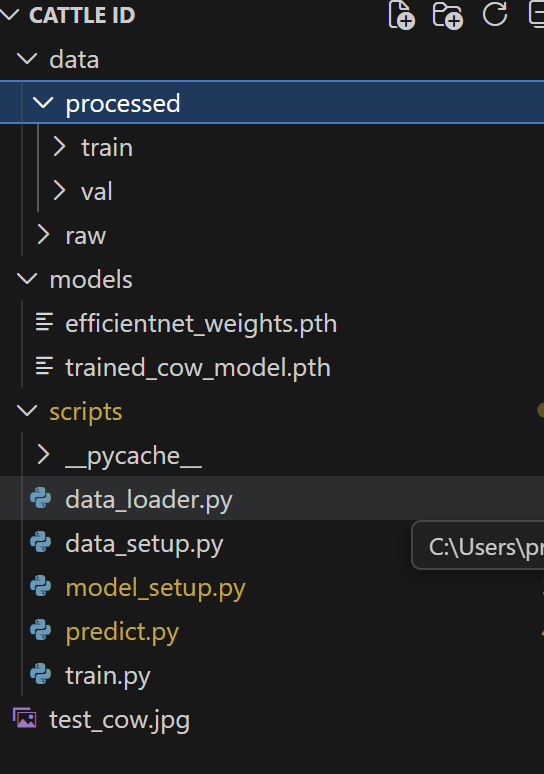 CATTLE ID
data
processed
train
val
raw
models
efficientnet_weights.pth
trained_cow_model.pth
scripts
__pycache__
data_loader.py
data_setup.py
C:\Users\pr
model_setup.py
predict.py
train.py
test_cow.jpg